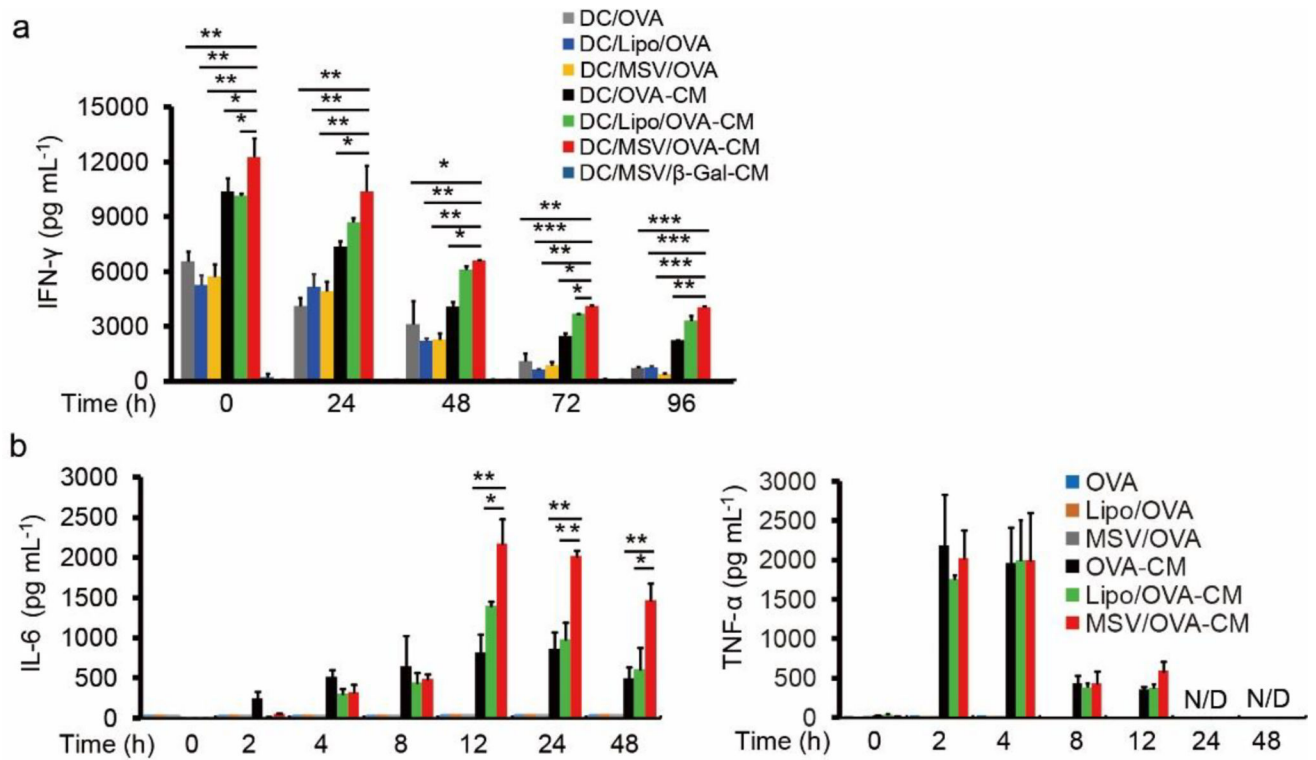 a
DC/OVA
DC/Lipo/OVA
DC/MSV/OVA
DC/OVA-CM
DC/Lipo/OVA-CM
DC/MSV/OVA-CM
DC/MSV/β-Gal-CM
** ** ** * *
** ** ** *
* ** ** *
** *** ** * *
*** *** *** **
IFN-γ (pg mL⁻¹)
15000
12000
9000
6000
3000
0
Time (h) 0 24 48 72 96
b
IL-6 (pg mL⁻¹)
3000
2500
2000
1500
1000
500
0
** *
** **
** *
Time (h) 0 2 4 8 12 24 48
TNF-α (pg mL⁻¹)
3000
2500
2000
1500
1000
500
0
OVA
Lipo/OVA
MSV/OVA
OVA-CM
Lipo/OVA-CM
MSV/OVA-CM
N/D N/D
Time (h) 0 2 4 8 12 24 48